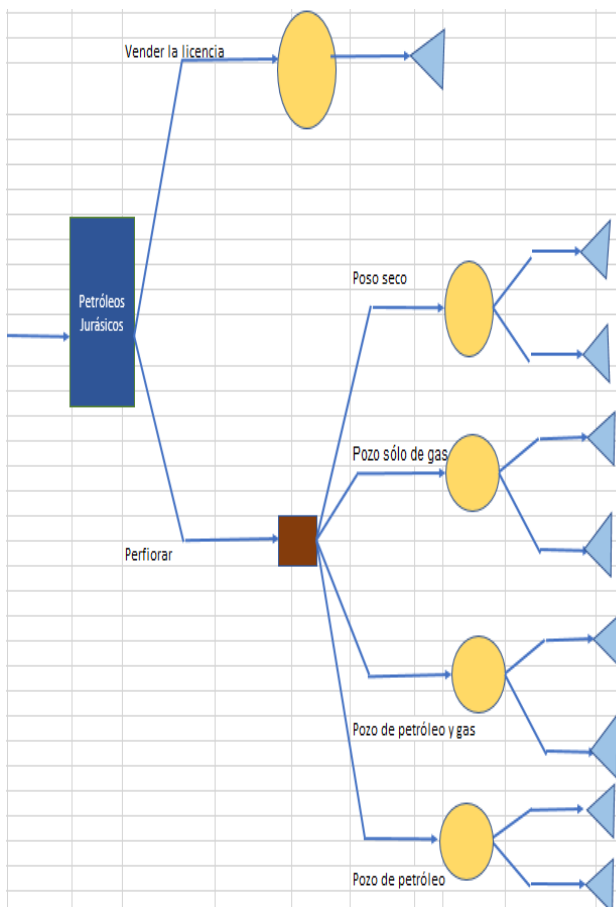 Vender la licencia
Petróleos
Jurásicos
Poso seco
Pozo sólo de gas
Perfiorar
Pozo de petróleo y gas
Pozo de petróleo